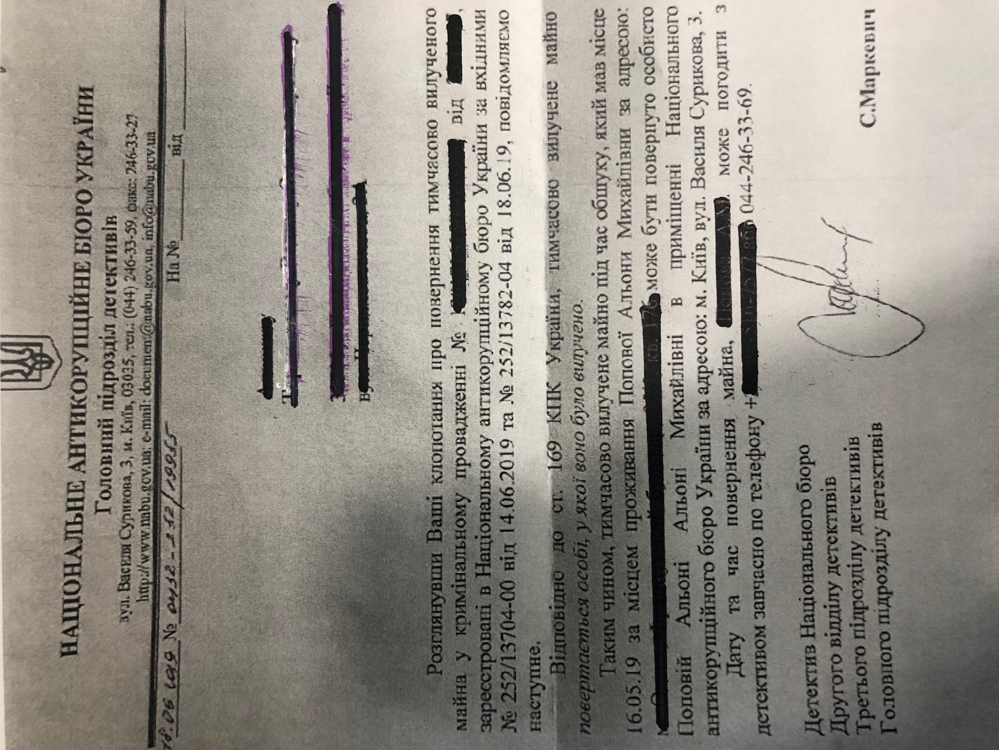 НАЦІОНАЛЬНЕ АНТИКОРУПЦІЙНЕ БЮРО УКРАЇНИ
Головний підрозділ детективів
вул. Василя Сурикова, 3, м. Київ, 03035, тел.: (044) 246-33-59, факс: 246-33-27
http://www.nabu.gov.ua; e-mail: documen@nabu.gov.ua, info@nabu.gov.ua
18.06.2019 № 0432-252/19955 На № від
Розглянувши Ваші клопотання про повернення тимчасово вилученого
майна у кримінальному провадженні № від ,
зареєстровані в Національному антикорупційному бюро України за вхідними
№ 252/13704-00 від 14.06.2019 та № 252/13782-04 від 18.06.19, повідомляємо
наступне.
Відповідно до ст. 169 КПК України, тимчасово вилучене майно
повертається особі, у якої воно було вилучено.
Таким чином, тимчасово вилучене майно під час обшуку, який мав місце
16.05.19 за місцем проживання Попової Альони Михайлівни за адресою:
може бути повернуто особисто
Поповій Альоні Альоні Михайлівні в приміщенні Національного
антикорупційного бюро України за адресою: м. Київ, вул. Василя Сурикова, 3.
Дату та час повернення майна, може погодити з
детективом завчасно по телефону + 044-246-33-69.
Детектив Національного бюро
Другого відділу детективів
Третього підрозділу детективів
Головного підрозділу детективів С.Маркевич